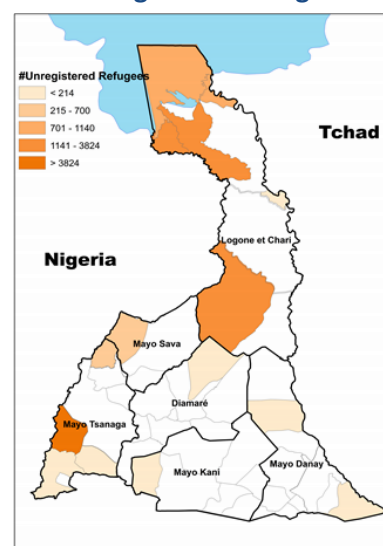 #Unregistered Refugees
< 214
215 - 700
701 - 1140
1141 - 3824
> 3824
Tchad
Logone et Chari
Nigeria
Mayo Sava
Diamaré
Mayo Tsanaga
Mayo Kani
Mayo Danay